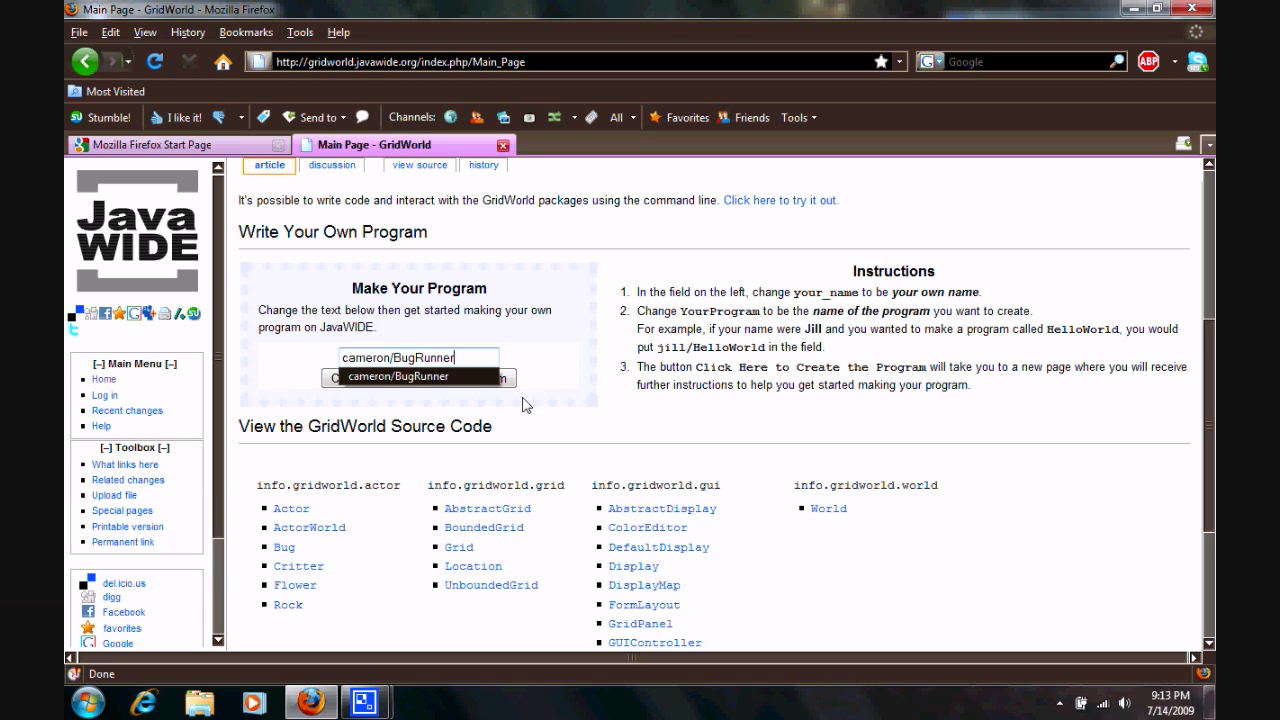 Main Page - GridWorld - Mozilla Firefox
File Edit View History Bookmarks Tools Help
http://gridworld.javawide.org/index.php/Main_Page
Google
ABP
Most Visited
Stumble! I like it! Send to Channels: All Favorites Friends Tools
Mozilla Firefox Start Page
Main Page - GridWorld
article discussion view source history
Java
WIDE
It's possible to write code and interact with the GridWorld packages using the command line. Click here to try it out.
Write Your Own Program
Make Your Program
Change the text below then get started making your own
program on JavaWIDE.
cameron/BugRunner
cameron/BugRunner
Instructions
1. In the field on the left, change your_name to be your own name.
2. Change YourProgram to be the name of the program you want to create.
For example, if your name were Jill and you wanted to make a program called HelloWorld, you would
put jill/HelloWorld in the field.
3. The button Click Here to Create the Program will take you to a new page where you will receive
further instructions to help you get started making your program.
[–] Main Menu [–]
Home
Log in
Recent changes
Help
[–] Toolbox [–]
What links here
Related changes
Upload file
Special pages
Printable version
Permanent link
del.icio.us
digg
Facebook
favorites
Google
View the GridWorld Source Code
info.gridworld.actor
Actor
ActorWorld
Bug
Critter
Flower
Rock
info.gridworld.grid
AbstractGrid
BoundedGrid
Grid
Location
UnboundedGrid
info.gridworld.gui
AbstractDisplay
ColorEditor
DefaultDisplay
Display
DisplayMap
FormLayout
GridPanel
GUIController
info.gridworld.world
World
Done
9:13 PM
7/14/2009